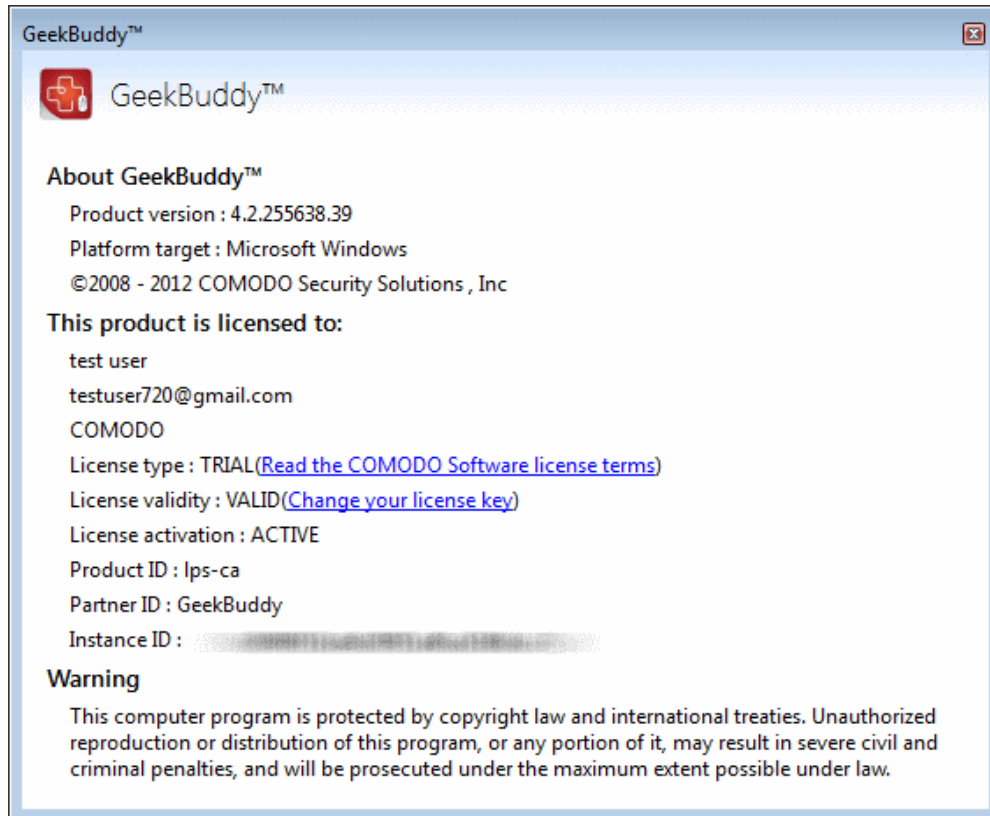 GeekBuddy™
GeekBuddy™
About GeekBuddy™
Product version : 4.2.255638.39
Platform target : Microsoft Windows
©2008 - 2012 COMODO Security Solutions , Inc
This product is licensed to:
test user
testuser720@gmail.com
COMODO
License type : TRIAL(Read the COMODO Software license terms)
License validity : VALID(Change your license key)
License activation : ACTIVE
Product ID : lps-ca
Partner ID : GeekBuddy
Instance ID :
Warning
This computer program is protected by copyright law and international treaties. Unauthorized
reproduction or distribution of this program, or any portion of it, may result in severe civil and
criminal penalties, and will be prosecuted under the maximum extent possible under law.